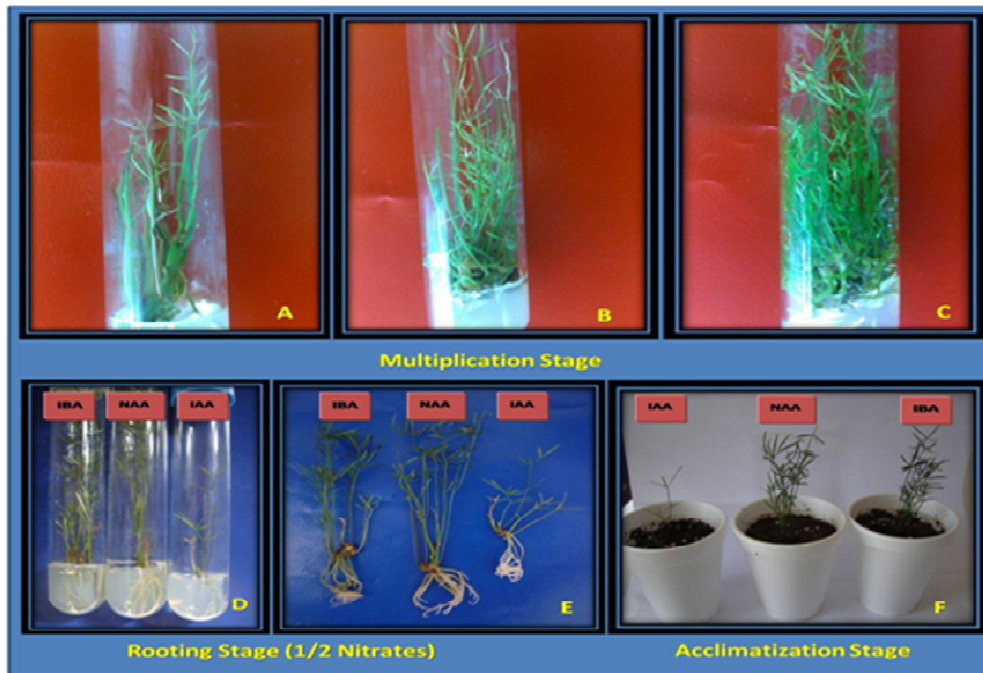 A
B
C
Multiplication Stage
IBA NAA IAA
D
IBA NAA IAA
E
IAA NAA IBA
F
Rooting Stage (1/2 Nitrates)
Acclimatization Stage